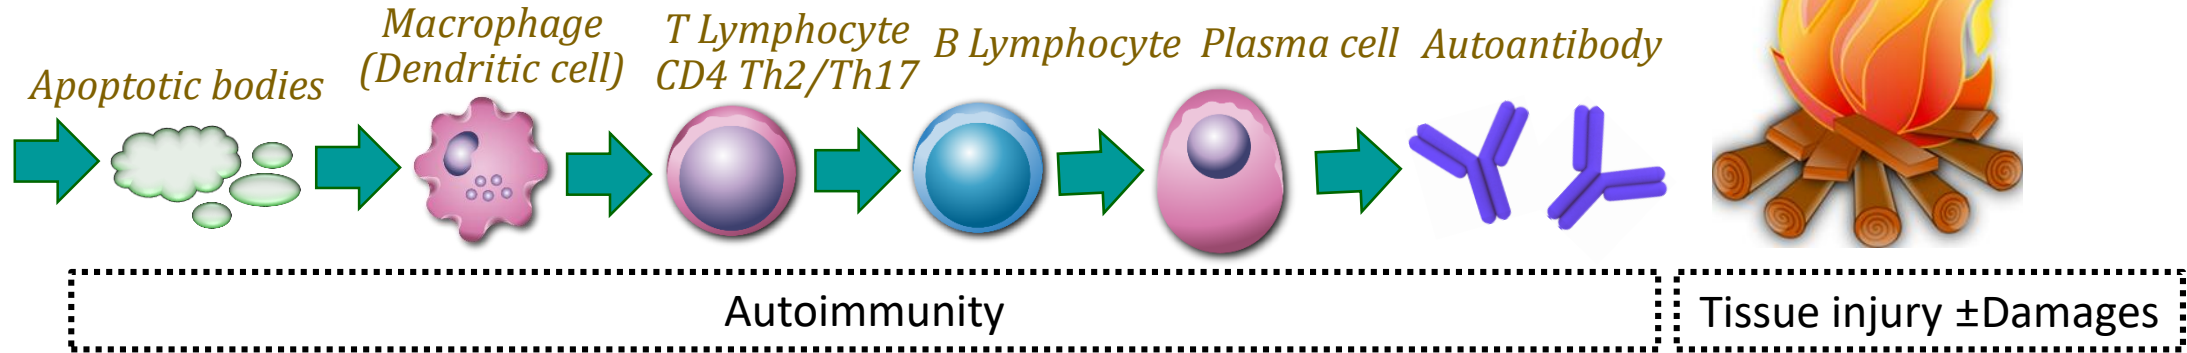 Apoptotic bodies
Macrophage
(Dendritic cell)
T Lymphocyte
CD4 Th2/Th17
B Lymphocyte
Plasma cell
Autoantibody
Autoimmunity
Tissue injury ±Damages